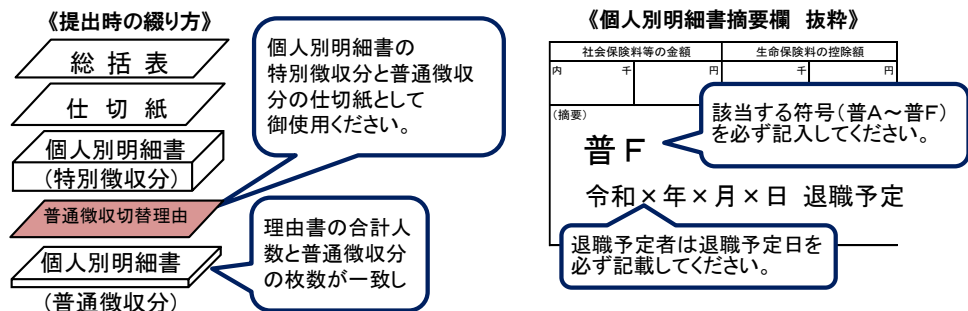 《提出時の綴り方》
総括表
仕切紙
個人別明細書
(特別徴収分)
普通徴収切替理由
個人別明細書
(普通徴収分)
個人別明細書の
特別徴収分と普通徴収
分の仕切紙として
御使用ください。
理由書の合計人
数と普通徴収分
の枚数が一致し
《個人別明細書摘要欄 抜粋》
社会保険料等の金額 生命保険料の控除額
内 千 円 千 円
(摘要)
普F
令和×年×月×日 退職予定
該当する符号(普A～普F)
を必ず記入してください。
退職予定者は退職予定日を
必ず記載してください。